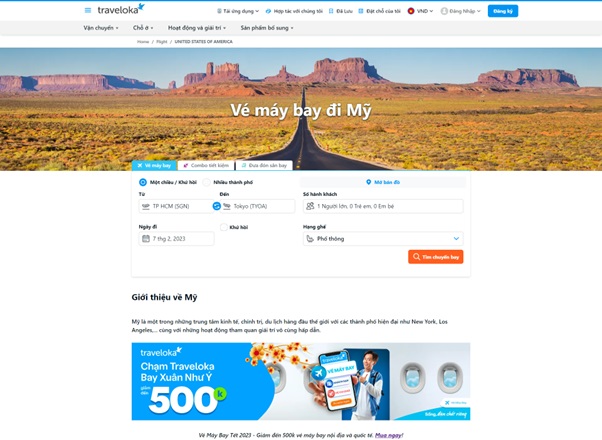 traveloka
Tải ứng dụng
Hợp tác với chúng tôi
Đã Lưu
Đặt chỗ của tôi
VND
Đăng Nhập
Đăng ký
Vận chuyển
Chỗ ở
Hoạt động và giải trí
Sản phẩm bổ sung
Home / Flight / UNITED STATES OF AMERICA
Vé máy bay đi Mỹ
Vé máy bay
Combo tiết kiệm
Đưa đón sân bay
Một chiều / Khứ hồi
Nhiều thành phố
Mở bản đồ
Từ
Đến
Số hành khách
TP HCM (SGN)
Tokyo (TYOA)
1 Người lớn, 0 Trẻ em, 0 Em bé
Ngày đi
Khứ hồi
Hạng ghế
7 thg 2, 2023
Phổ thông
Tìm chuyến bay
Giới thiệu về Mỹ
Mỹ là một trong những trung tâm kinh tế, chính trị, du lịch hàng đầu thế giới với các thành phố hiện đại như New York, Los
Angeles,... cùng với những hoạt động tham quan giải trí vô cùng hấp dẫn.
traveloka
Chạm Traveloka
Bay Xuân Như Ý
giảm đến
500k
VÉ MÁY BAY
Vé Máy Bay Tết 2023 - Giảm đến 500k vé máy bay nội địa và quốc tế. Mua ngay!